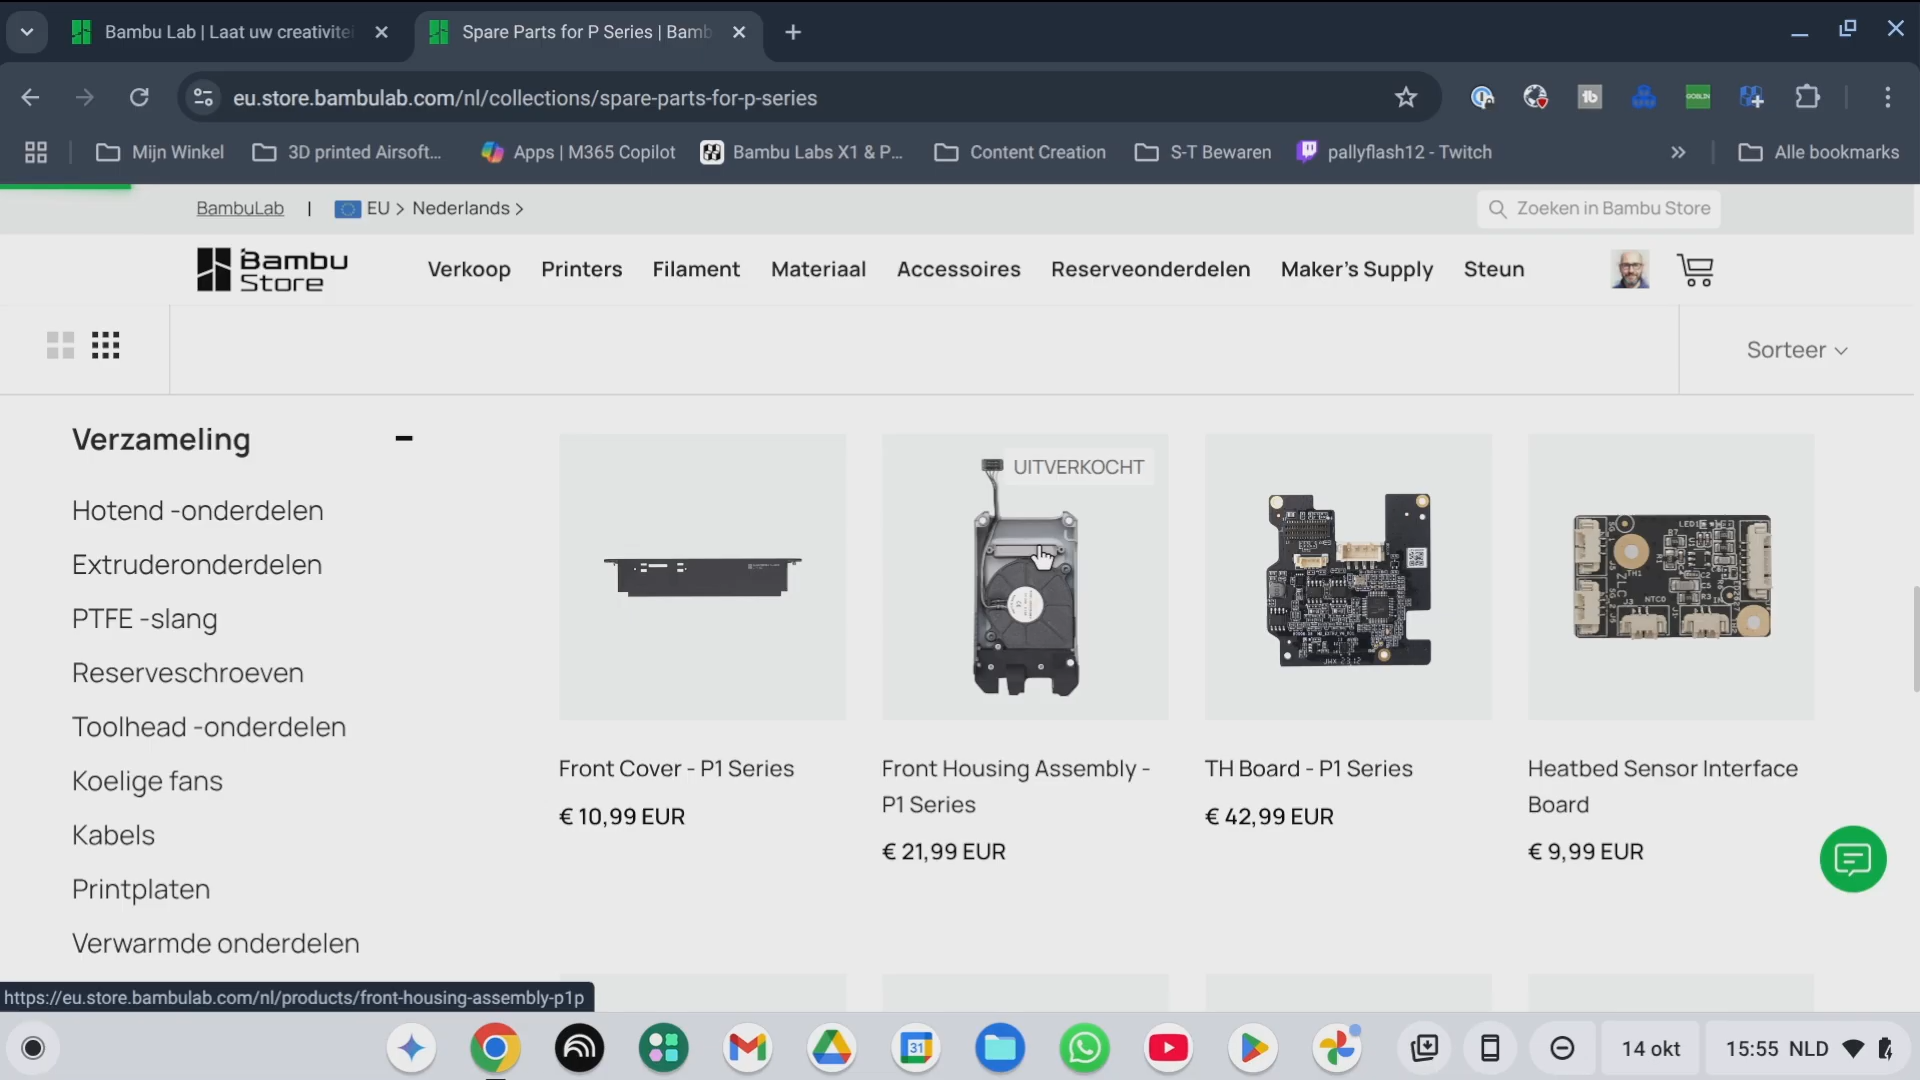 Bambu Lab | Laat uw creativitei
Spare Parts for P Series | Bamb
eu.store.bambulab.com/nl/collections/spare-parts-for-p-series
Mijn Winkel
3D printed Airsoft...
Apps | M365 Copilot
Bambu Labs X1 & P...
Content Creation
S-T Bewaren
pallyflash12 - Twitch
Alle bookmarks
BambuLab | EU > Nederlands >
Zoeken in Bambu Store
Bambu Store
Verkoop
Printers
Filament
Materiaal
Accessoires
Reserveonderdelen
Maker's Supply
Steun
Sorteer
Verzameling
Hotend -onderdelen
Extruderonderdelen
PTFE -slang
Reserveschroeven
Toolhead -onderdelen
Koelige fans
Kabels
Printplaten
Verwarmde onderdelen
UITVERKOCHT
Front Cover - P1 Series
€ 10,99 EUR
Front Housing Assembly -
P1 Series
€ 21,99 EUR
TH Board - P1 Series
€ 42,99 EUR
Heatbed Sensor Interface
Board
€ 9,99 EUR
https://eu.store.bambulab.com/nl/products/front-housing-assembly-p1p
14 okt
15:55 NLD